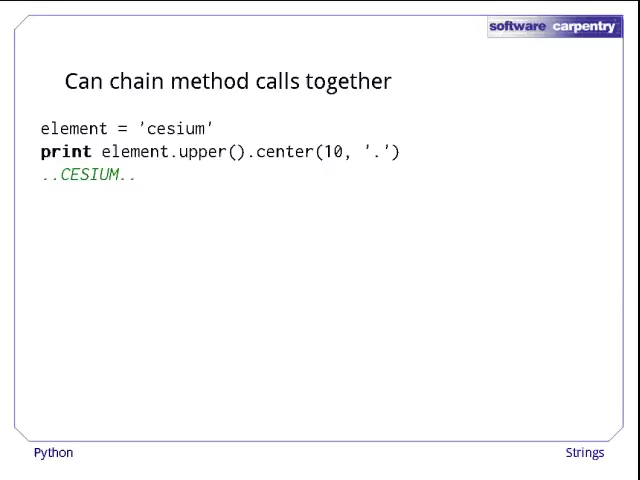 software carpentry
Can chain method calls together
element = 'cesium'
print element.upper().center(10, '.')
..CESIUM..
Python
Strings